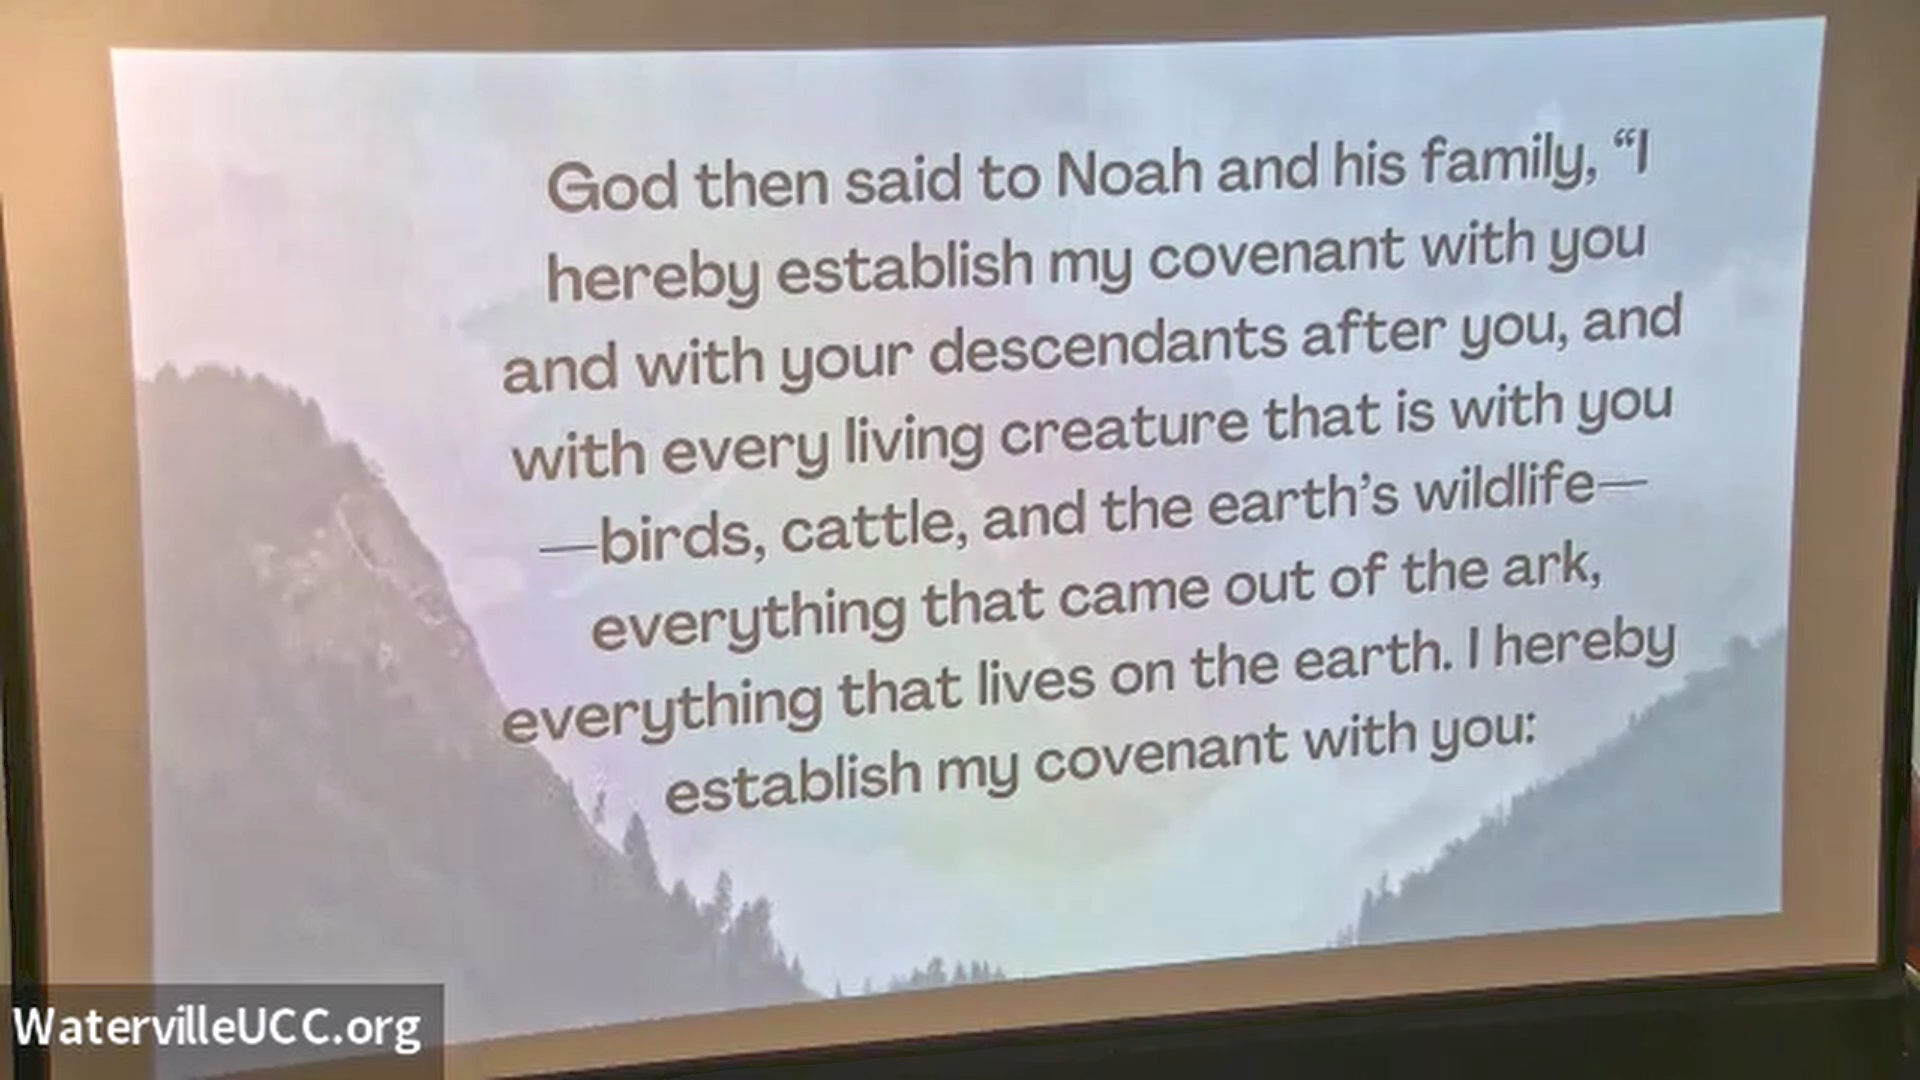 God then said to Noah and his family, “I
hereby establish my covenant with you
and with your descendants after you, and
with every living creature that is with you
—birds, cattle, and the earth’s wildlife—
everything that came out of the ark,
everything that lives on the earth. I hereby
establish my covenant with you:
WatervilleUCC.org